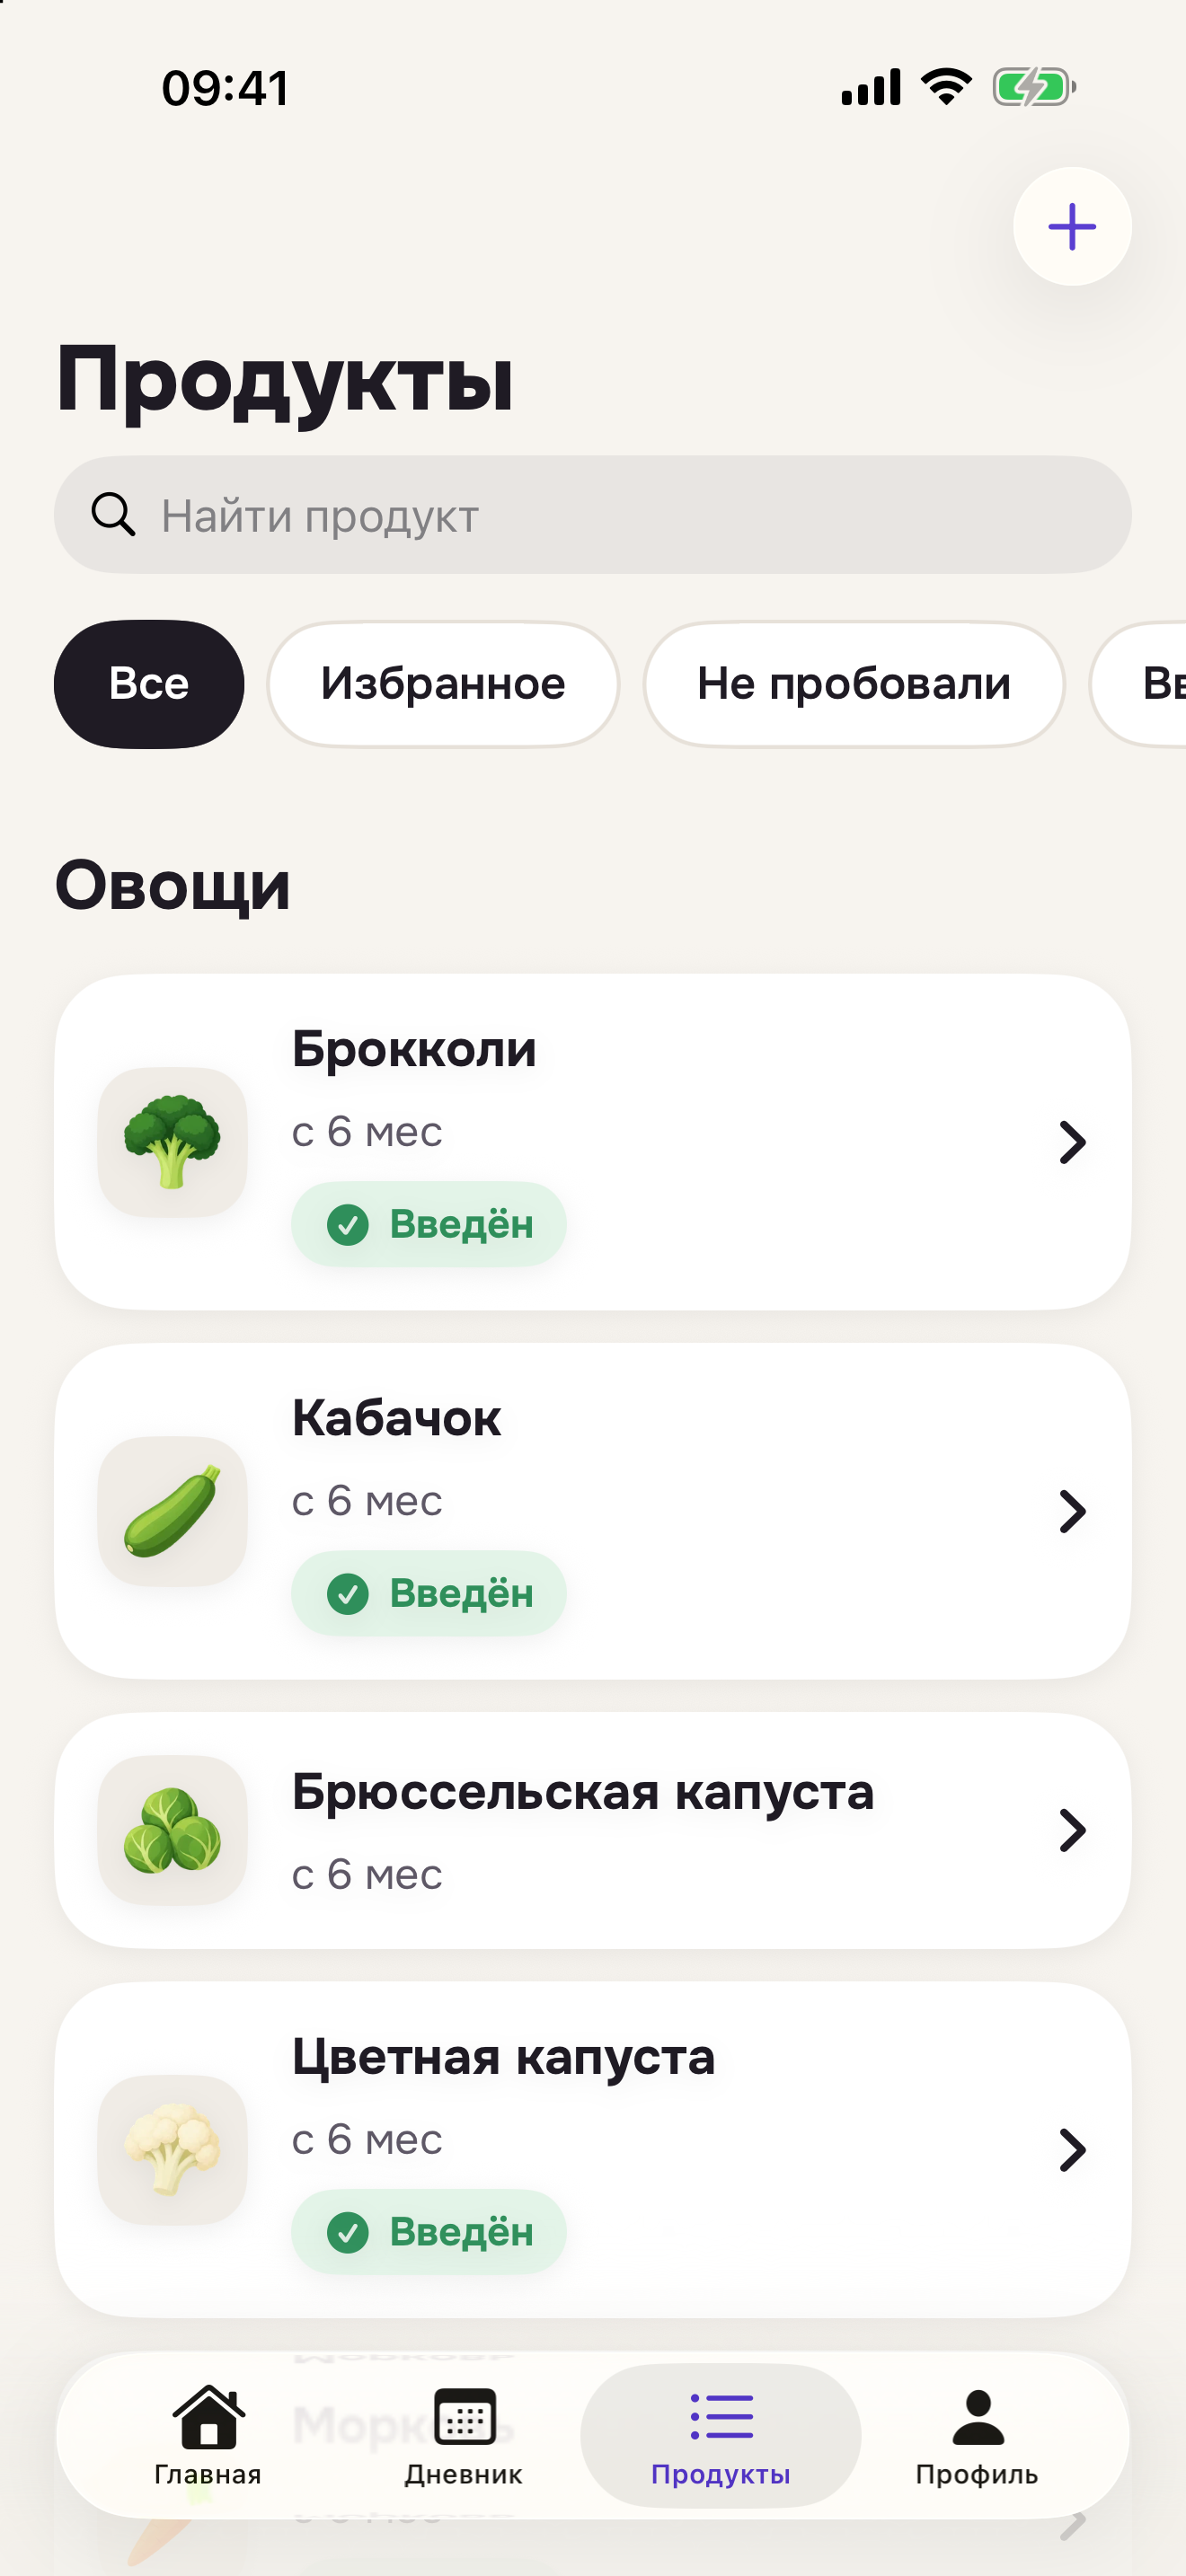 09:41
Продукты
Найти продукт
Все
Избранное
Не пробовали
Овощи
Брокколи
с 6 мес
Введён
Кабачок
с 6 мес
Введён
Брюссельская капуста
с 6 мес
Цветная капуста
с 6 мес
Введён
Морковь
Главная
Дневник
Продукты
Профиль